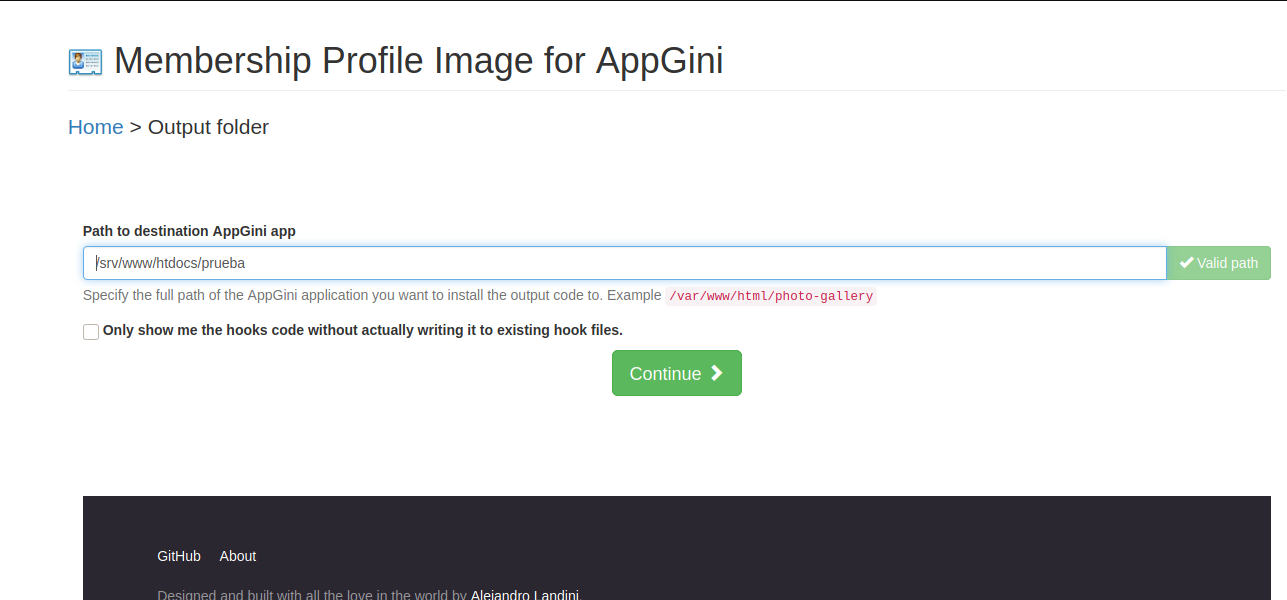 Membership Profile Image for AppGini
Home > Output folder
Path to destination AppGini app
/srv/www/htdocs/prueba
Valid path
Specify the full path of the AppGini application you want to install the output code to. Example /var/www/html/photo-gallery
Only show me the hooks code without actually writing it to existing hook files.
Continue
GitHub About
Designed and built with all the love in the world by Alejandro Landini.